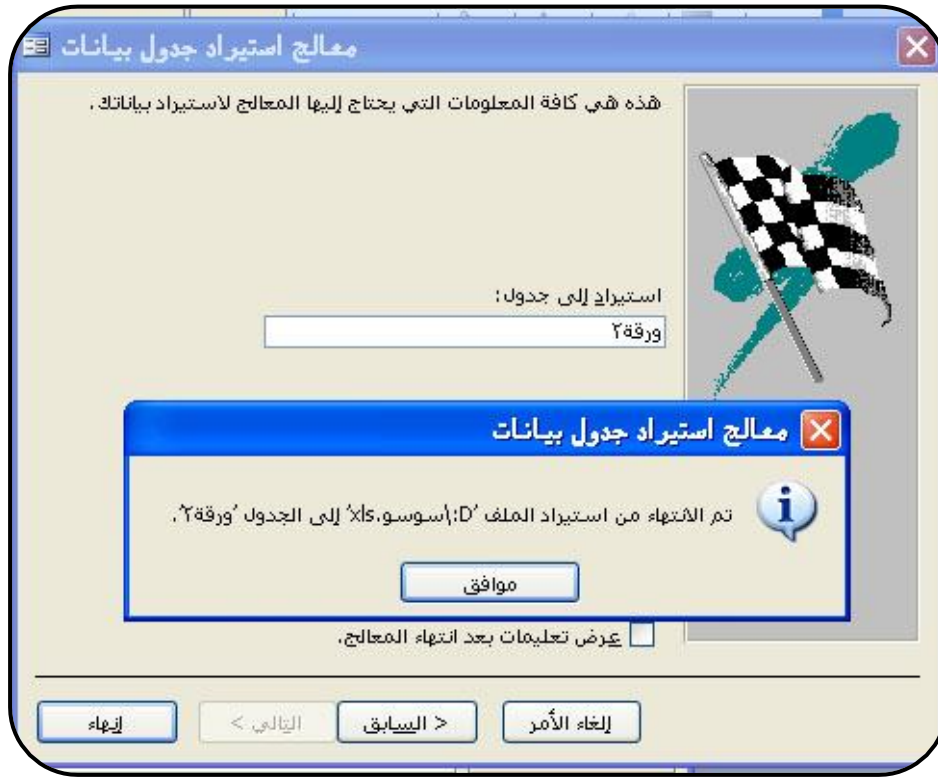 معالج استيراد جدول بيانات
هذه هي كافة المعلومات التي يحتاج إليها المعالج لاستيراد بياناتك.
استيراد إلى جدول:
ورقة٢
معالج استيراد جدول بيانات
تم الانتهاء من استيراد الملف 'D:\سوسو.xls' إلى الجدول 'ورقة٢'.
موافق
عرض تعليمات بعد انتهاء المعالج.
إلغاء الأمر
< السابق
التالي >
إنهاء